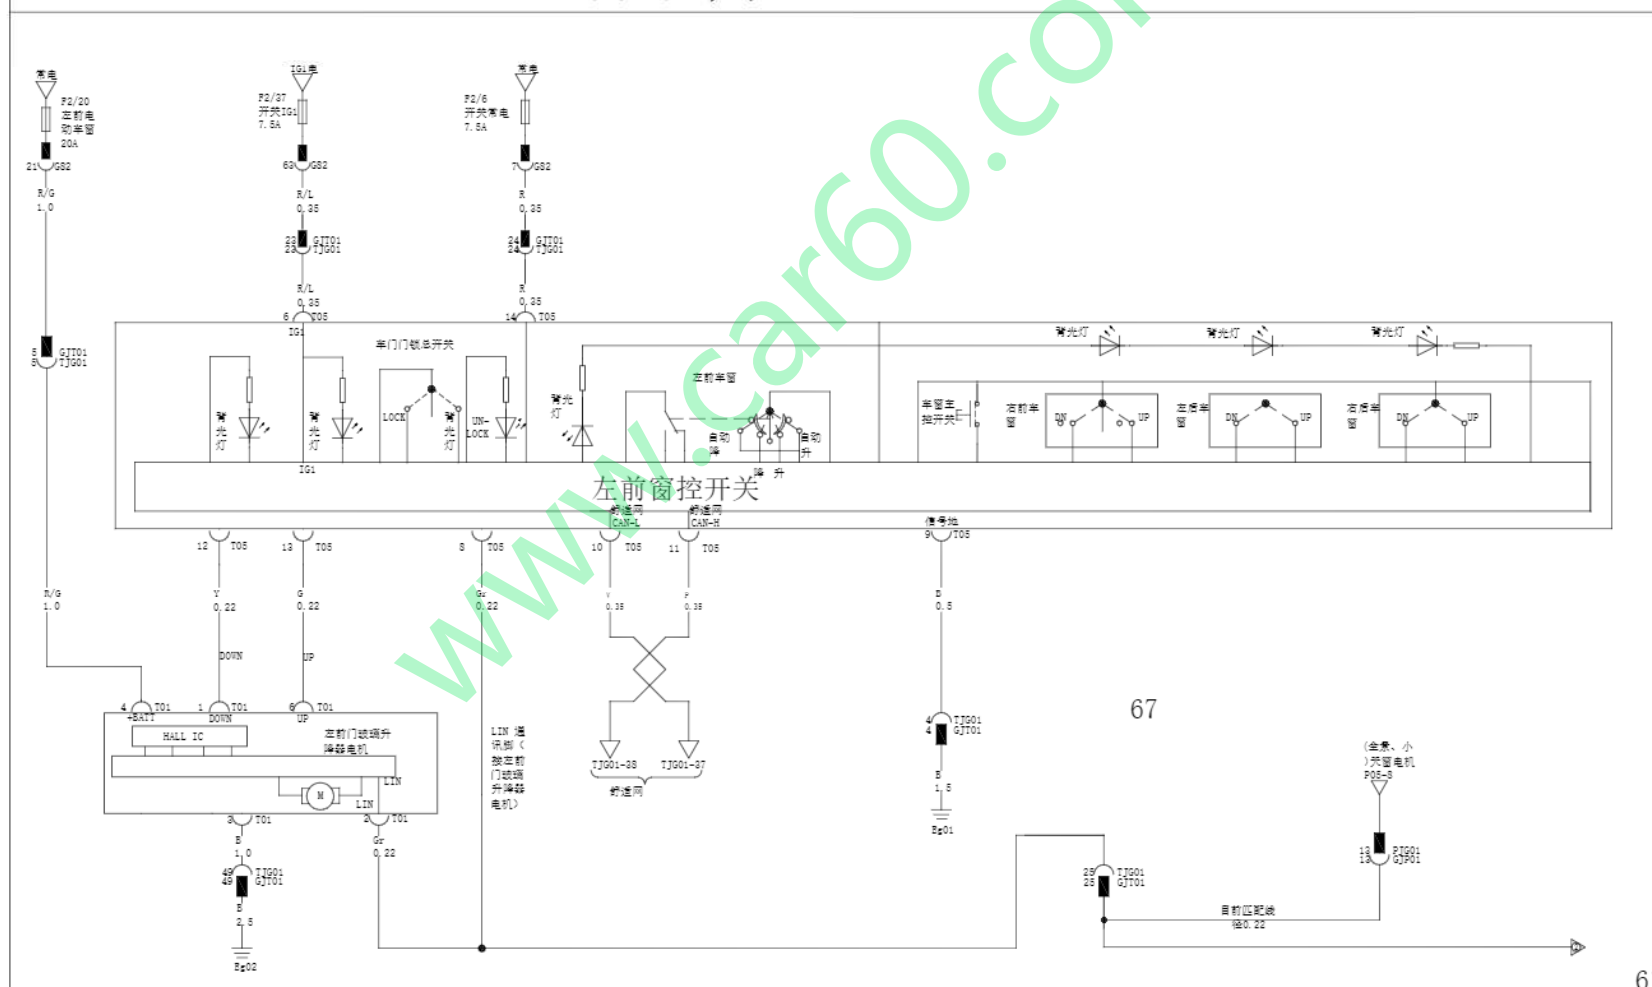 常电
F2/20
左前电
动车窗
20A
21 GS2
R/G
1.0
IG1电
F2/37
开关IG1
7.5A
63 GS2
R/L
0.35
23 GJT01
23 TJG01
R/L
0.35
6 T05
常电
F2/6
开关常电
7.5A
7 GS2
R
0.35
24 GJT01
24 TJG01
R
0.35
14 T05
5 GJT01
5 TJG01
IG1
车门门锁总开关
背光灯
背光灯
LOCK
背光灯
UN-
LOCK
背光
灯
左前车窗
自动
降
自动
升
降 升
背光灯
背光灯
背光灯
车窗主
控开关
右前车
窗
DN
UP
左后车
窗
DN
UP
右后车
窗
DN
UP
IG1
左前窗控开关
舒适网
CAN-L
舒适网
CAN-H
信号地
12 T05
13 T05
8 T05
10 T05
11 T05
9 T05
R/G
1.0
Y
0.22
G
0.22
Gr
0.22
V
0.35
P
0.35
B
0.5
DOWN
UP
4 T01
1 T01
6 T01
+BATT
DOWN
UP
HALL IC
左前门玻璃升
降器电机
M
LIN
LIN
LIN 通
讯脚（
接左前
门玻璃
升降器
电机）
TJG01-38
TJG01-37
舒适网
4 TJG01
4 GJT01
B
1.5
Eg01
67
(全景、小
)天窗电机
P05-8
13 PJG01
13 GJP01
3 T01
2 T01
B
1.0
Gr
0.22
49 TJG01
49 GJT01
B
2.5
Eg02
25 TJG01
25 GJT01
目前匹配线
径0.22
6
www.car60.co